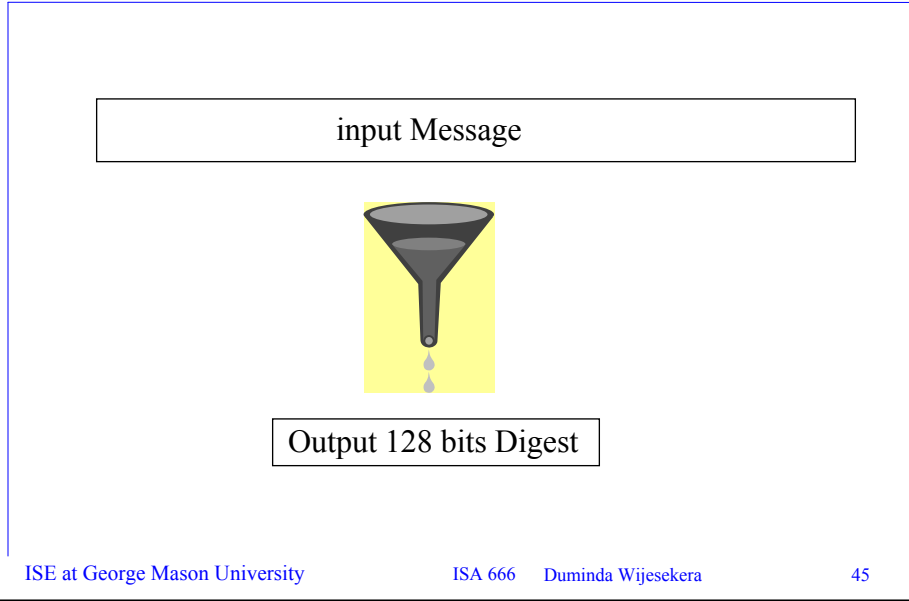 input Message
Output 128 bits Digest
ISE at George Mason University ISA 666 Duminda Wijesekera 45